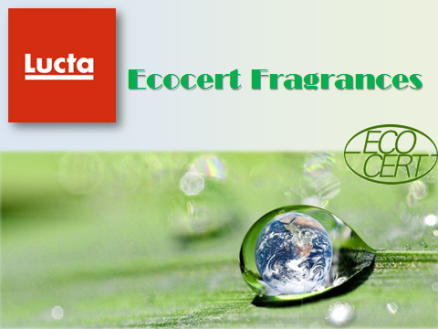 Lucta
Ecocert Fragrances
ECO
CERT